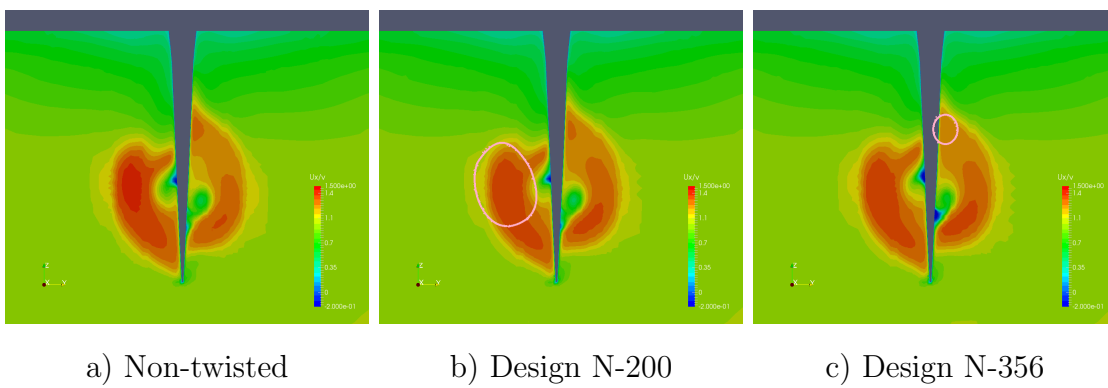 Ux/v
1.500e+00
1.4
1.1
0.7
0.35
0
-2.000e-01
Z
X Y
Ux/v
1.500e+00
1.4
1.1
0.7
0.35
0
-2.000e-01
Z
X Y
Ux/v
1.500e+00
1.4
1.1
0.7
0.35
0
-2.000e-01
Z
X Y
a) Non-twisted
b) Design N-200
c) Design N-356